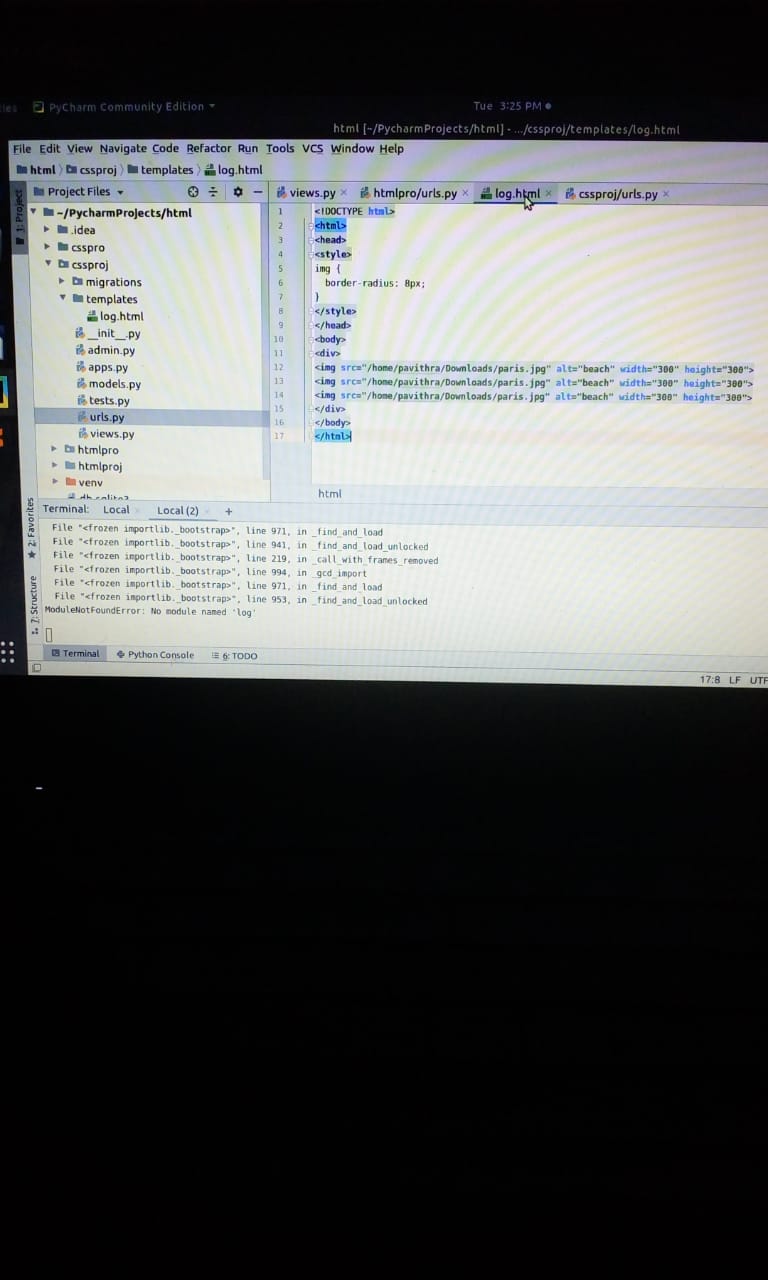 PyCharm Community Edition
Tue 3:25 PM
html [~/PycharmProjects/html] - .../cssproj/templates/log.html
File Edit View Navigate Code Refactor Run Tools VCS Window Help
html cssproj templates log.html
1: Project
Project Files
views.py htmlpro/urls.py log.html cssproj/urls.py
~/PycharmProjects/html
.idea
csspro
cssproj
migrations
templates
log.html
__init__.py
admin.py
apps.py
models.py
tests.py
urls.py
views.py
htmlpro
htmlproj
venv
db.sqlite3
1 <!DOCTYPE html>
2 <html>
3 <head>
4 <style>
5 img {
6 border-radius: 8px;
7 }
8 </style>
9 </head>
10 <body>
11 <div>
12 <img src="/home/pavithra/Downloads/paris.jpg" alt="beach" width="300" height="300">
13 <img src="/home/pavithra/Downloads/paris.jpg" alt="beach" width="300" height="300">
14 <img src="/home/pavithra/Downloads/paris.jpg" alt="beach" width="300" height="300">
15 </div>
16 </body>
17 </html>
html
2: Favorites
7: Structure
Terminal: Local Local (2) +
File "<frozen importlib._bootstrap>", line 971, in _find_and_load
File "<frozen importlib._bootstrap>", line 941, in _find_and_load_unlocked
File "<frozen importlib._bootstrap>", line 219, in _call_with_frames_removed
File "<frozen importlib._bootstrap>", line 994, in _gcd_import
File "<frozen importlib._bootstrap>", line 971, in _find_and_load
File "<frozen importlib._bootstrap>", line 953, in _find_and_load_unlocked
ModuleNotFoundError: No module named 'log'
Terminal Python Console 6: TODO
17:8 LF UTF